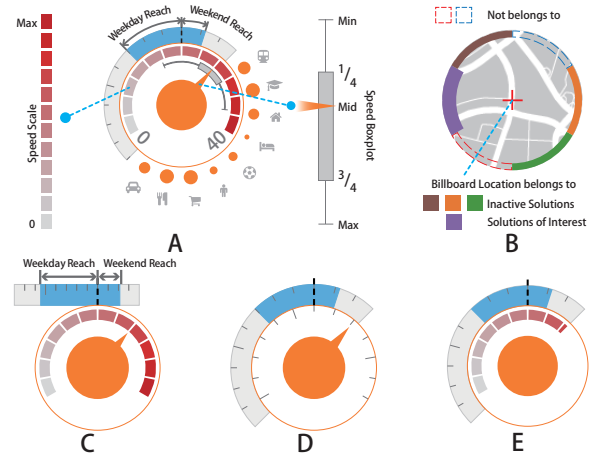 Max
Speed Scale
0
Weekday Reach
Weekend Reach
0
40
A
Min
1/4
Mid
3/4
Max
Speed Boxplot
Not belongs to
Billboard Location belongs to
Inactive Solutions
Solutions of Interest
B
Weekday Reach
Weekend Reach
C
D
E